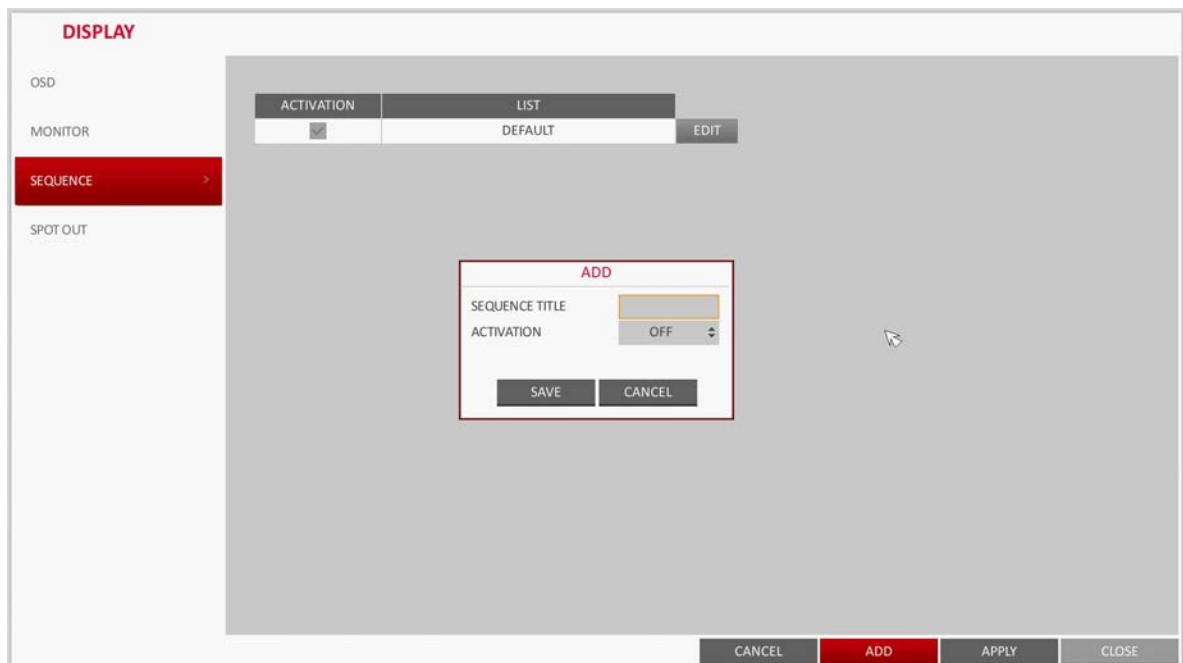 DISPLAY
OSD
MONITOR
SEQUENCE >
SPOT OUT
ACTIVATION LIST
DEFAULT EDIT
ADD
SEQUENCE TITLE
ACTIVATION OFF
SAVE CANCEL
CANCEL ADD APPLY CLOSE